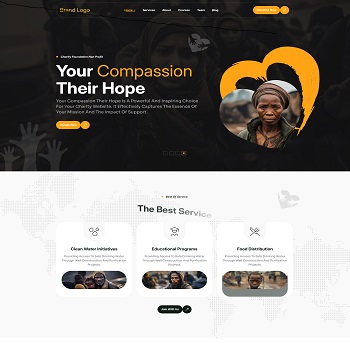 Brand Logo
Home
Services
About
Courses
Team
Blog
Charity Foundation Non Profit
Your Compassion
Their Hope
Your Compassion Their Hope Is A Powerful And Inspiring Choice
For Your Charity Website. It Effectively Captures The Essence Of
Your Mission And The Impact Of Support.
Best Of Service
The Best Service
Clean Water Initiatives
Educational Programs
Food Distribution
Providing Access To Safe Drinking Water
Through Well Construction And Purification
Projects.
Providing Access To Safe Drinking Water
Through Well Construction And Purification
Projects.
Providing Access To Safe Drinking Water
Through Well Construction And Purification
Projects.
Join With Us